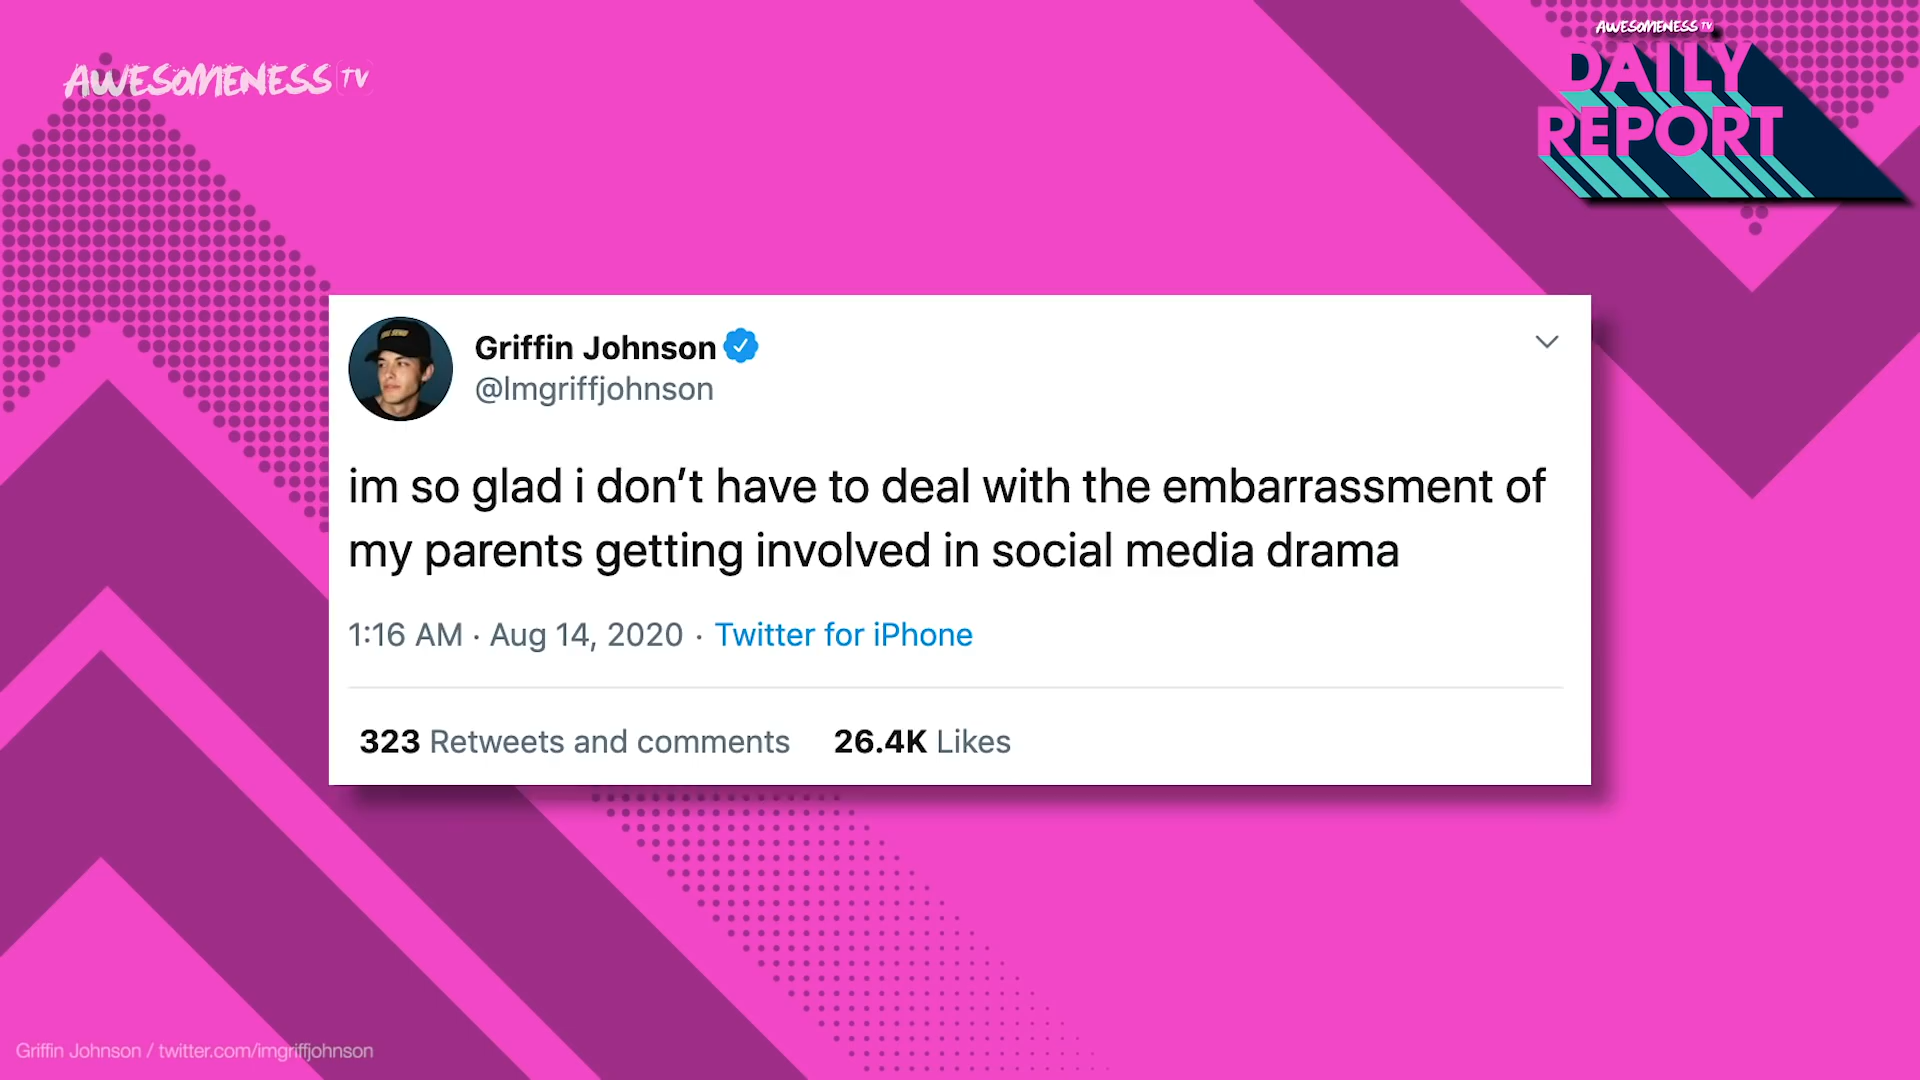 AWESOMENESS TV
AWESOMENESS TV
DAILY
REPORT
Griffin Johnson
@Imgriffjohnson
im so glad i don’t have to deal with the embarrassment of
my parents getting involved in social media drama
1:16 AM · Aug 14, 2020 · Twitter for iPhone
323 Retweets and comments 26.4K Likes
Griffin Johnson / twitter.com/imgriffjohnson